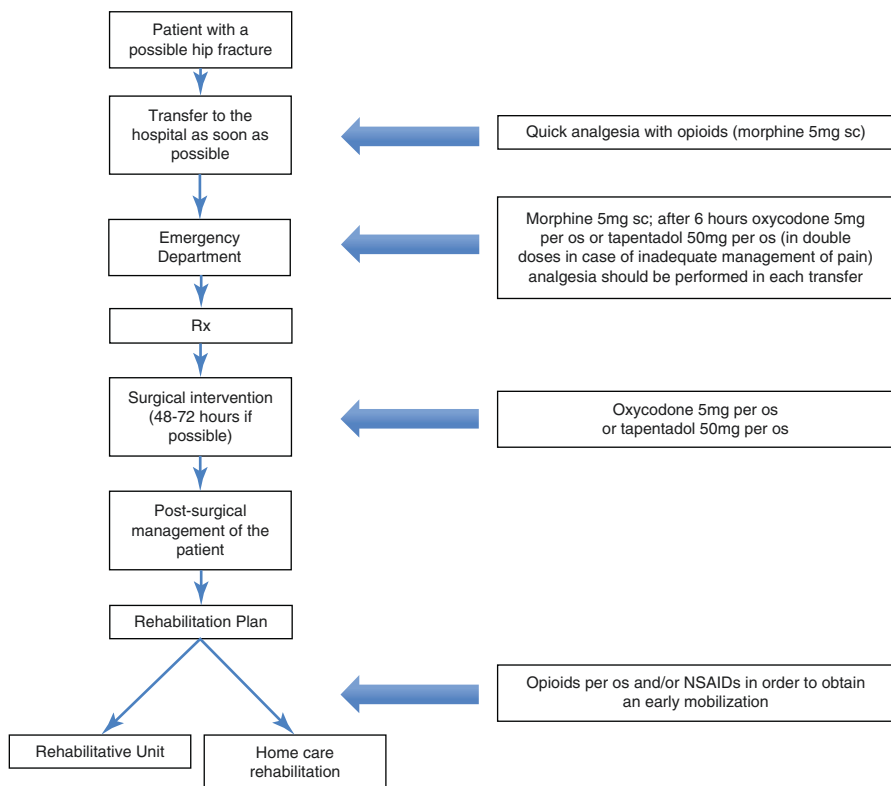 Patient with a
possible hip fracture
Transfer to the
hospital as soon as
possible
Quick analgesia with opioids (morphine 5mg sc)
Emergency
Department
Morphine 5mg sc; after 6 hours oxycodone 5mg
per os or tapentadol 50mg per os (in double
doses in case of inadequate management of pain)
analgesia should be performed in each transfer
Rx
Surgical intervention
(48-72 hours if
possible)
Oxycodone 5mg per os
or tapentadol 50mg per os
Post-surgical
management of the
patient
Rehabilitation Plan
Opioids per os and/or NSAIDs in order to obtain
an early mobilization
Rehabilitative Unit
Home care
rehabilitation